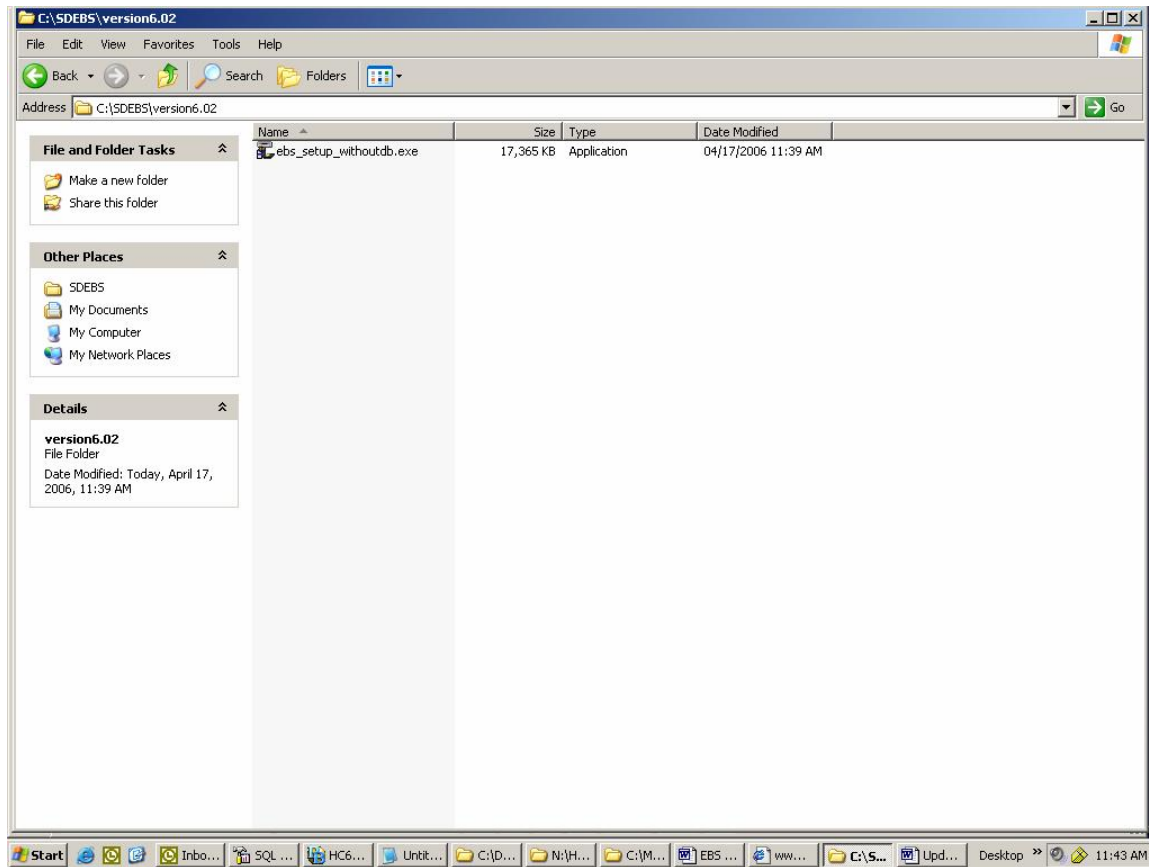 C:\SDEBS\version6.02
File Edit View Favorites Tools Help
Back Search Folders
Address C:\SDEBS\version6.02 Go
Name Size Type Date Modified
ebs_setup_withoutdb.exe 17,365 KB Application 04/17/2006 11:39 AM
File and Folder Tasks
Make a new folder
Share this folder
Other Places
SDEBS
My Documents
My Computer
My Network Places
Details
version6.02
File Folder
Date Modified: Today, April 17,
2006, 11:39 AM
Start Inbo... SQL ... HC6... Untit... C:\D... N:\H... C:\M... EBS ... ww... C:\S... Upd... Desktop » 11:43 AM